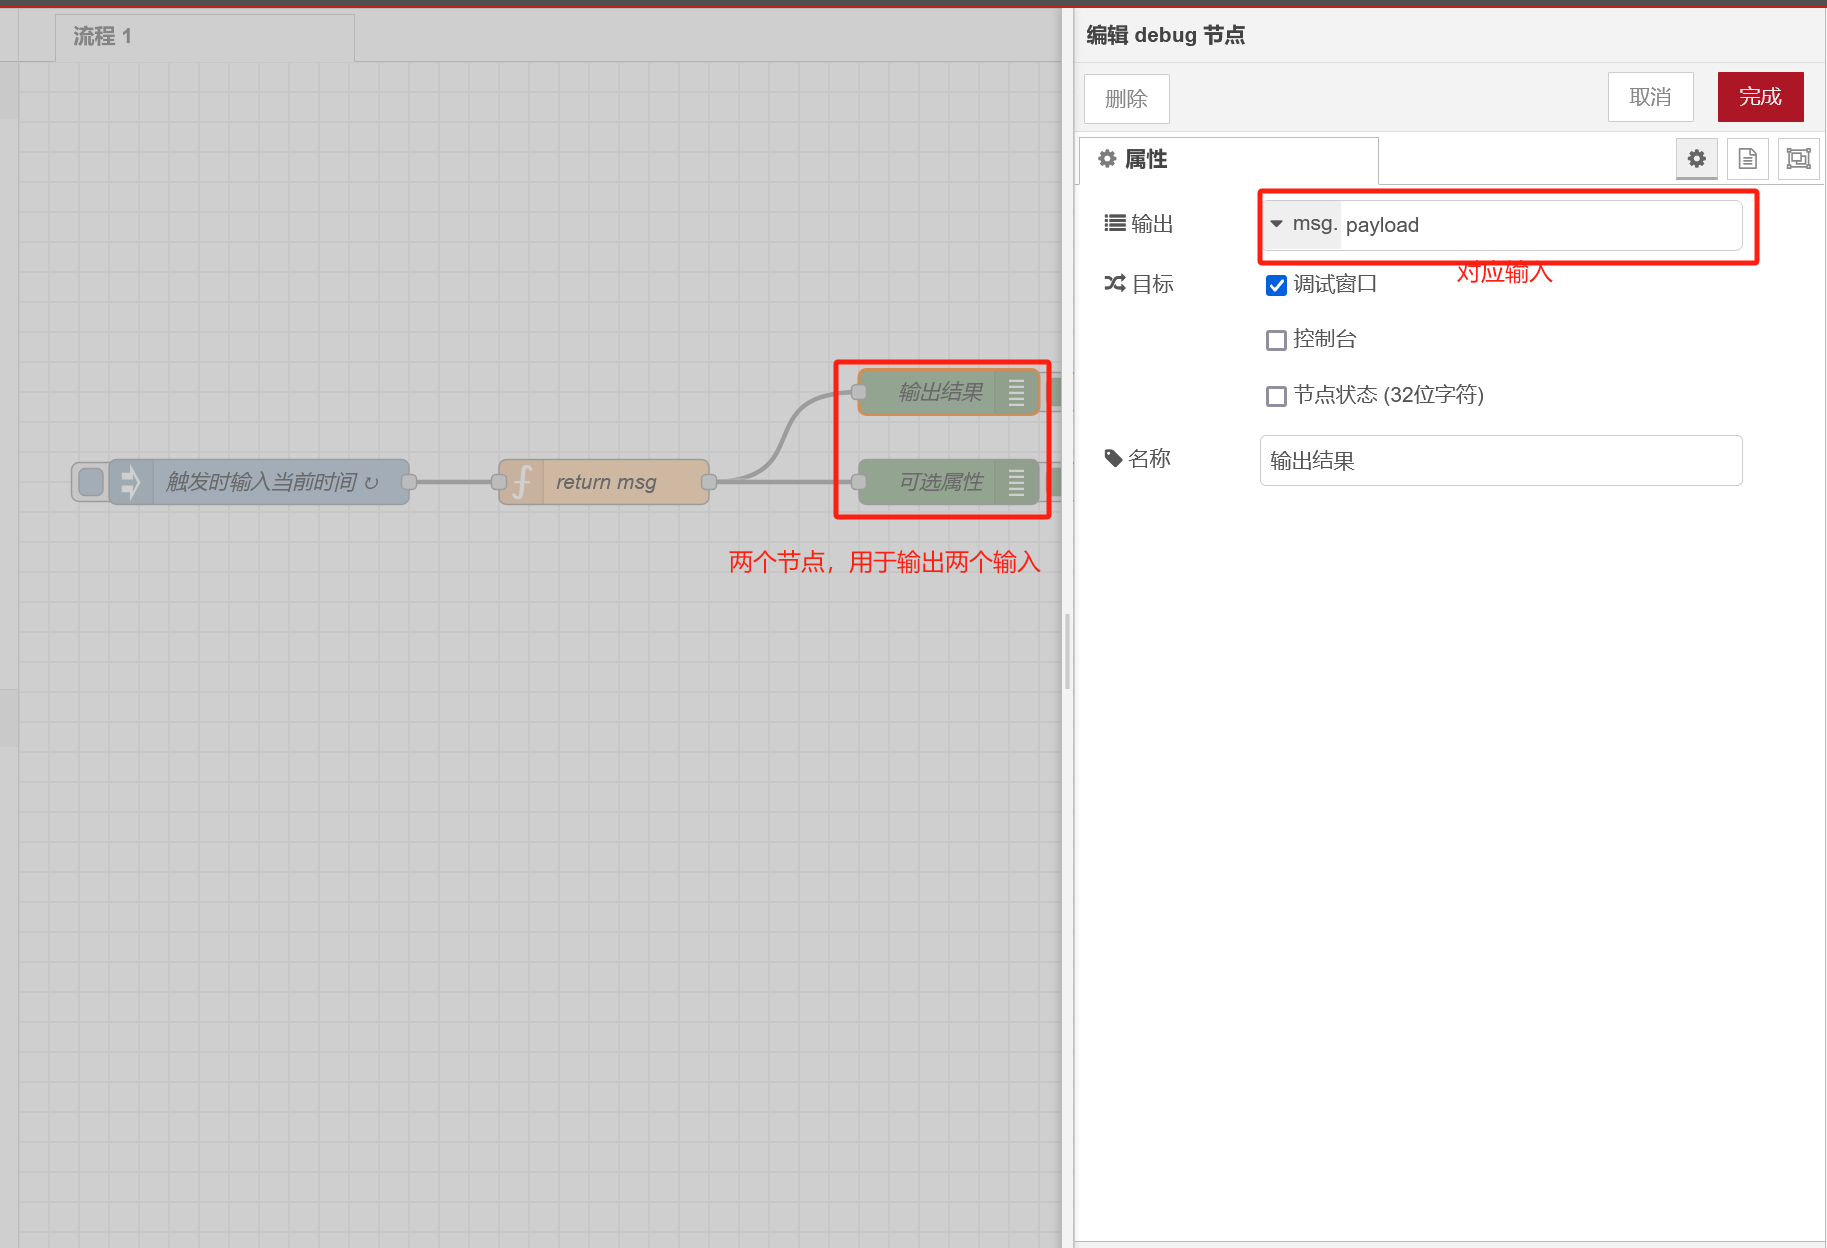 流程 1
触发时输入当前时间 ↻
return msg
输出结果
可选属性
两个节点，用于输出两个输入
编辑 debug 节点
删除
取消
完成
属性
输出
msg. payload
对应输入
目标
调试窗口
控制台
节点状态 (32位字符)
名称
输出结果